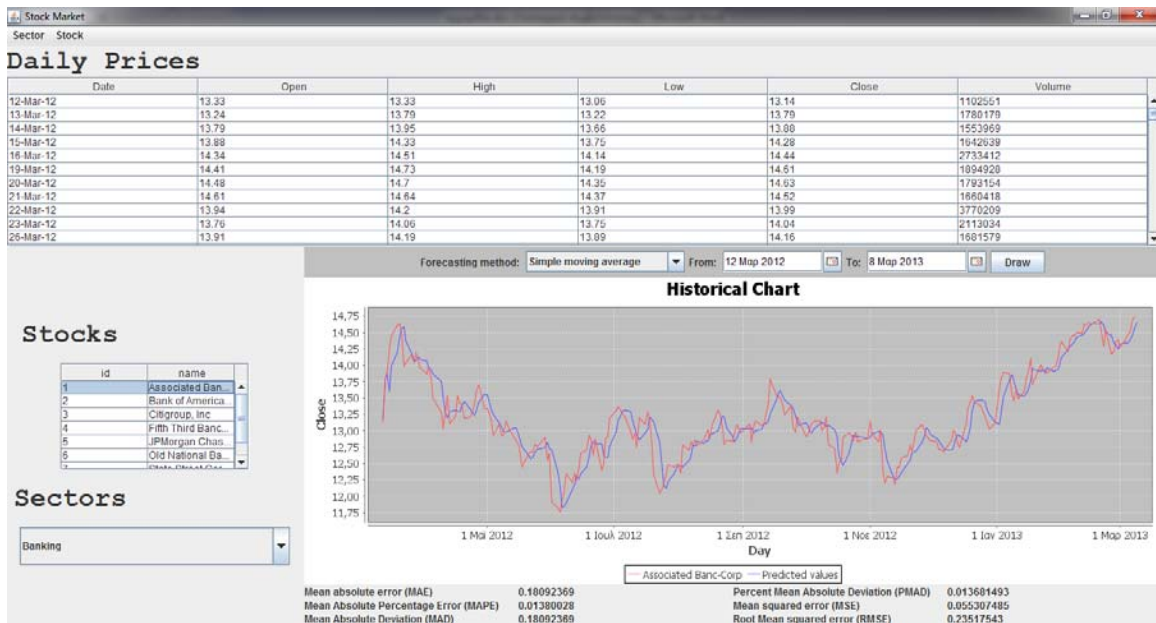 Stock Market
Sector Stock
Daily Prices
Date Open High Low Close Volume
12-Mar-12 13.33 13.33 13.06 13.14 1102551
13-Mar-12 13.24 13.79 13.22 13.79 1780179
14-Mar-12 13.79 13.95 13.66 13.88 1553969
15-Mar-12 13.88 14.33 13.75 14.28 1642639
16-Mar-12 14.34 14.51 14.14 14.44 2733412
19-Mar-12 14.41 14.73 14.19 14.61 1894928
20-Mar-12 14.48 14.7 14.35 14.63 1793154
21-Mar-12 14.61 14.64 14.37 14.52 1660418
22-Mar-12 13.94 14.2 13.91 13.99 3770209
23-Mar-12 13.76 14.06 13.75 14.04 2113034
26-Mar-12 13.91 14.19 13.89 14.16 1681579
Forecasting method: Simple moving average From: 12 Μαρ 2012 To: 8 Μαρ 2013 Draw
Stocks
id name
1 Associated Ban...
2 Bank of America...
3 Citigroup, Inc
4 Fifth Third Banc...
5 JPMorgan Chas...
6 Old National Ba...
Sectors
Banking
Historical Chart
Close
14,75
14,50
14,25
14,00
13,75
13,50
13,25
13,00
12,75
12,50
12,25
12,00
11,75
1 Μαϊ 2012 1 Ιουλ 2012 1 Σεπ 2012 1 Νοε 2012 1 Ιαν 2013 1 Μαρ 2013
Day
Associated Banc-Corp Predicted values
Mean absolute error (MAE) 0.18092369 Percent Mean Absolute Deviation (PMAD) 0.013681493
Mean Absolute Percentage Error (MAPE) 0.01380028 Mean squared error (MSE) 0.055307485
Mean Absolute Deviation (MAD) 0.18092369 Root Mean squared error (RMSE) 0.23517543